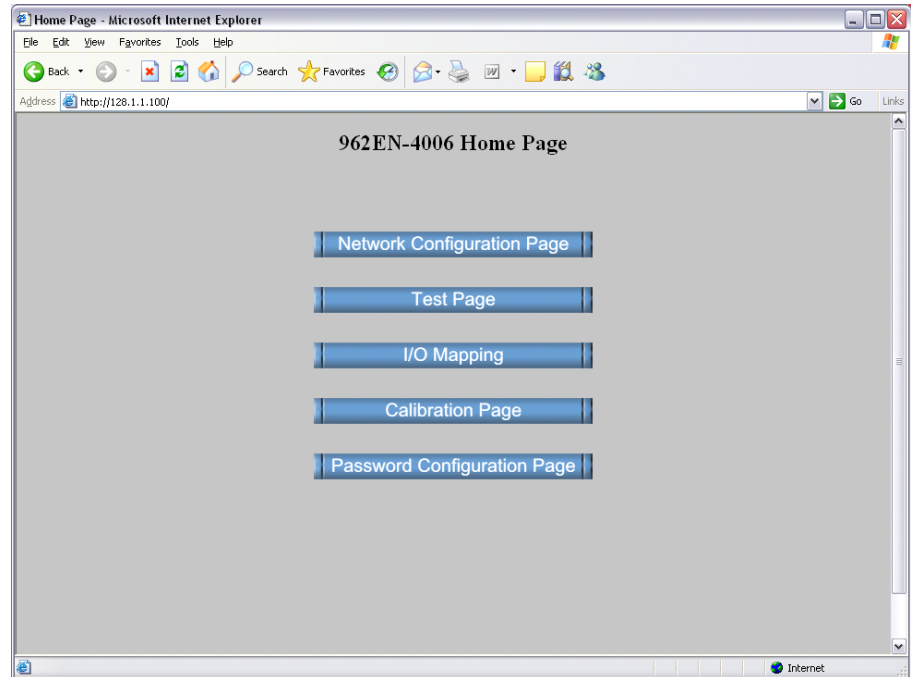 Home Page - Microsoft Internet Explorer
File Edit View Favorites Tools Help
Back Search Favorites W
Address http://128.1.1.100/ Go Links
962EN-4006 Home Page
Network Configuration Page
Test Page
I/O Mapping
Calibration Page
Password Configuration Page
Internet